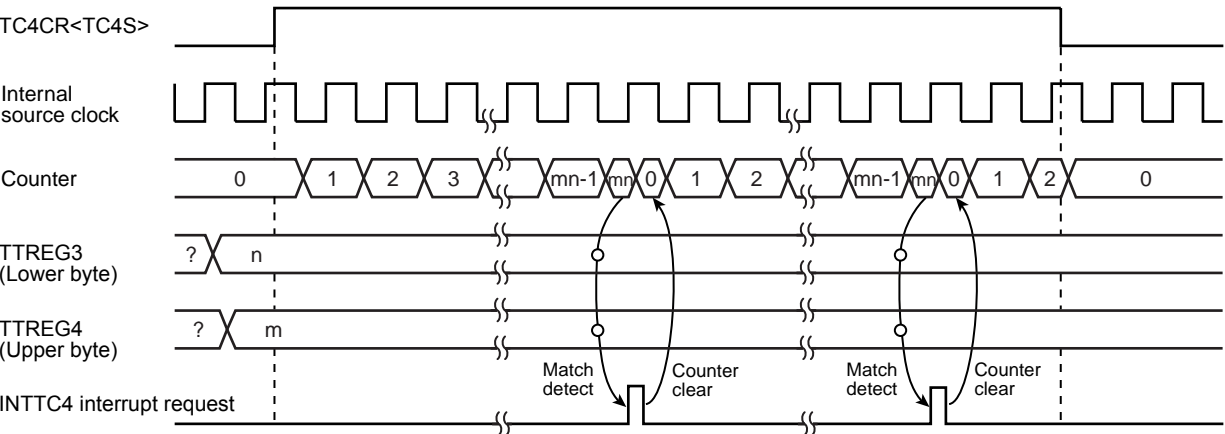 TC4CR<TC4S>
Internal
source clock
Counter
0 1 2 3 mn-1 mn 0 1 2 mn-1 mn 0 1 2 0
TTREG3
(Lower byte)
? n
TTREG4
(Upper byte)
? m
Match
detect
Counter
clear
Match
detect
Counter
clear
INTTC4 interrupt request